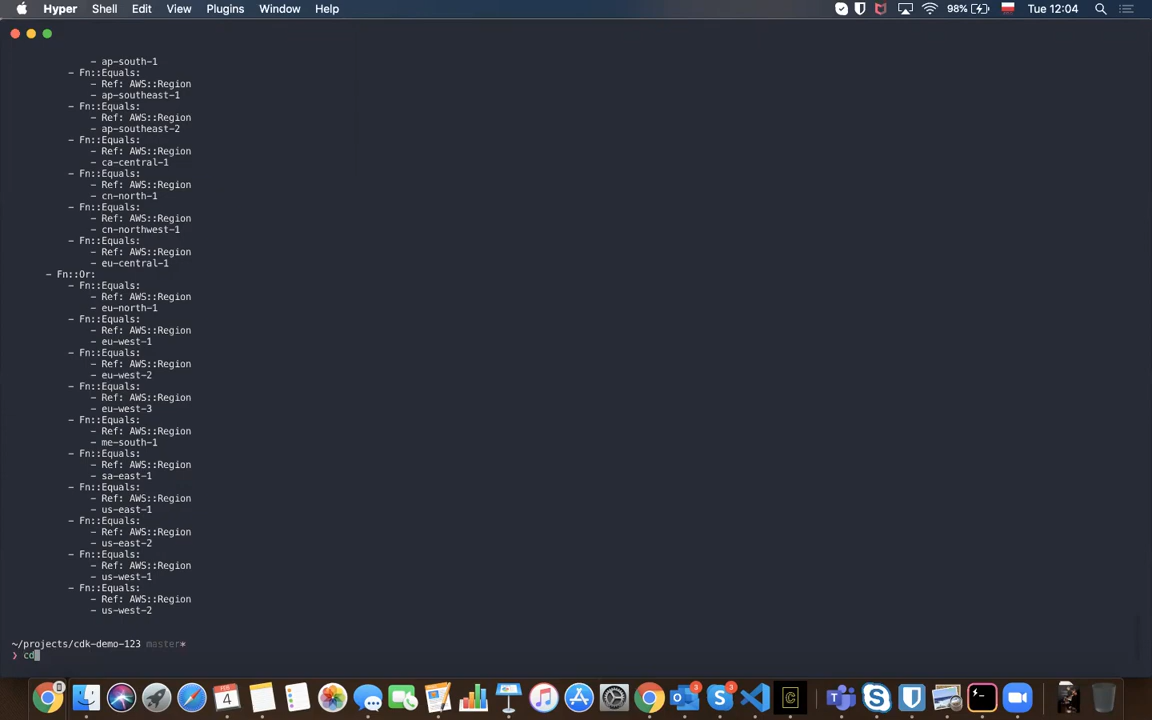 Hyper Shell Edit View Plugins Window Help 98% Tue 12:04
- ap-south-1
- Fn::Equals:
- Ref: AWS::Region
- ap-southeast-1
- Fn::Equals:
- Ref: AWS::Region
- ap-southeast-2
- Fn::Equals:
- Ref: AWS::Region
- ca-central-1
- Fn::Equals:
- Ref: AWS::Region
- cn-north-1
- Fn::Equals:
- Ref: AWS::Region
- cn-northwest-1
- Fn::Equals:
- Ref: AWS::Region
- eu-central-1
- Fn::Or:
- Fn::Equals:
- Ref: AWS::Region
- eu-north-1
- Fn::Equals:
- Ref: AWS::Region
- eu-west-1
- Fn::Equals:
- Ref: AWS::Region
- eu-west-2
- Fn::Equals:
- Ref: AWS::Region
- eu-west-3
- Fn::Equals:
- Ref: AWS::Region
- me-south-1
- Fn::Equals:
- Ref: AWS::Region
- sa-east-1
- Fn::Equals:
- Ref: AWS::Region
- us-east-1
- Fn::Equals:
- Ref: AWS::Region
- us-east-2
- Fn::Equals:
- Ref: AWS::Region
- us-west-1
- Fn::Equals:
- Ref: AWS::Region
- us-west-2
~/projects/cdk-demo-123 master*
❯ cd
4 3 3